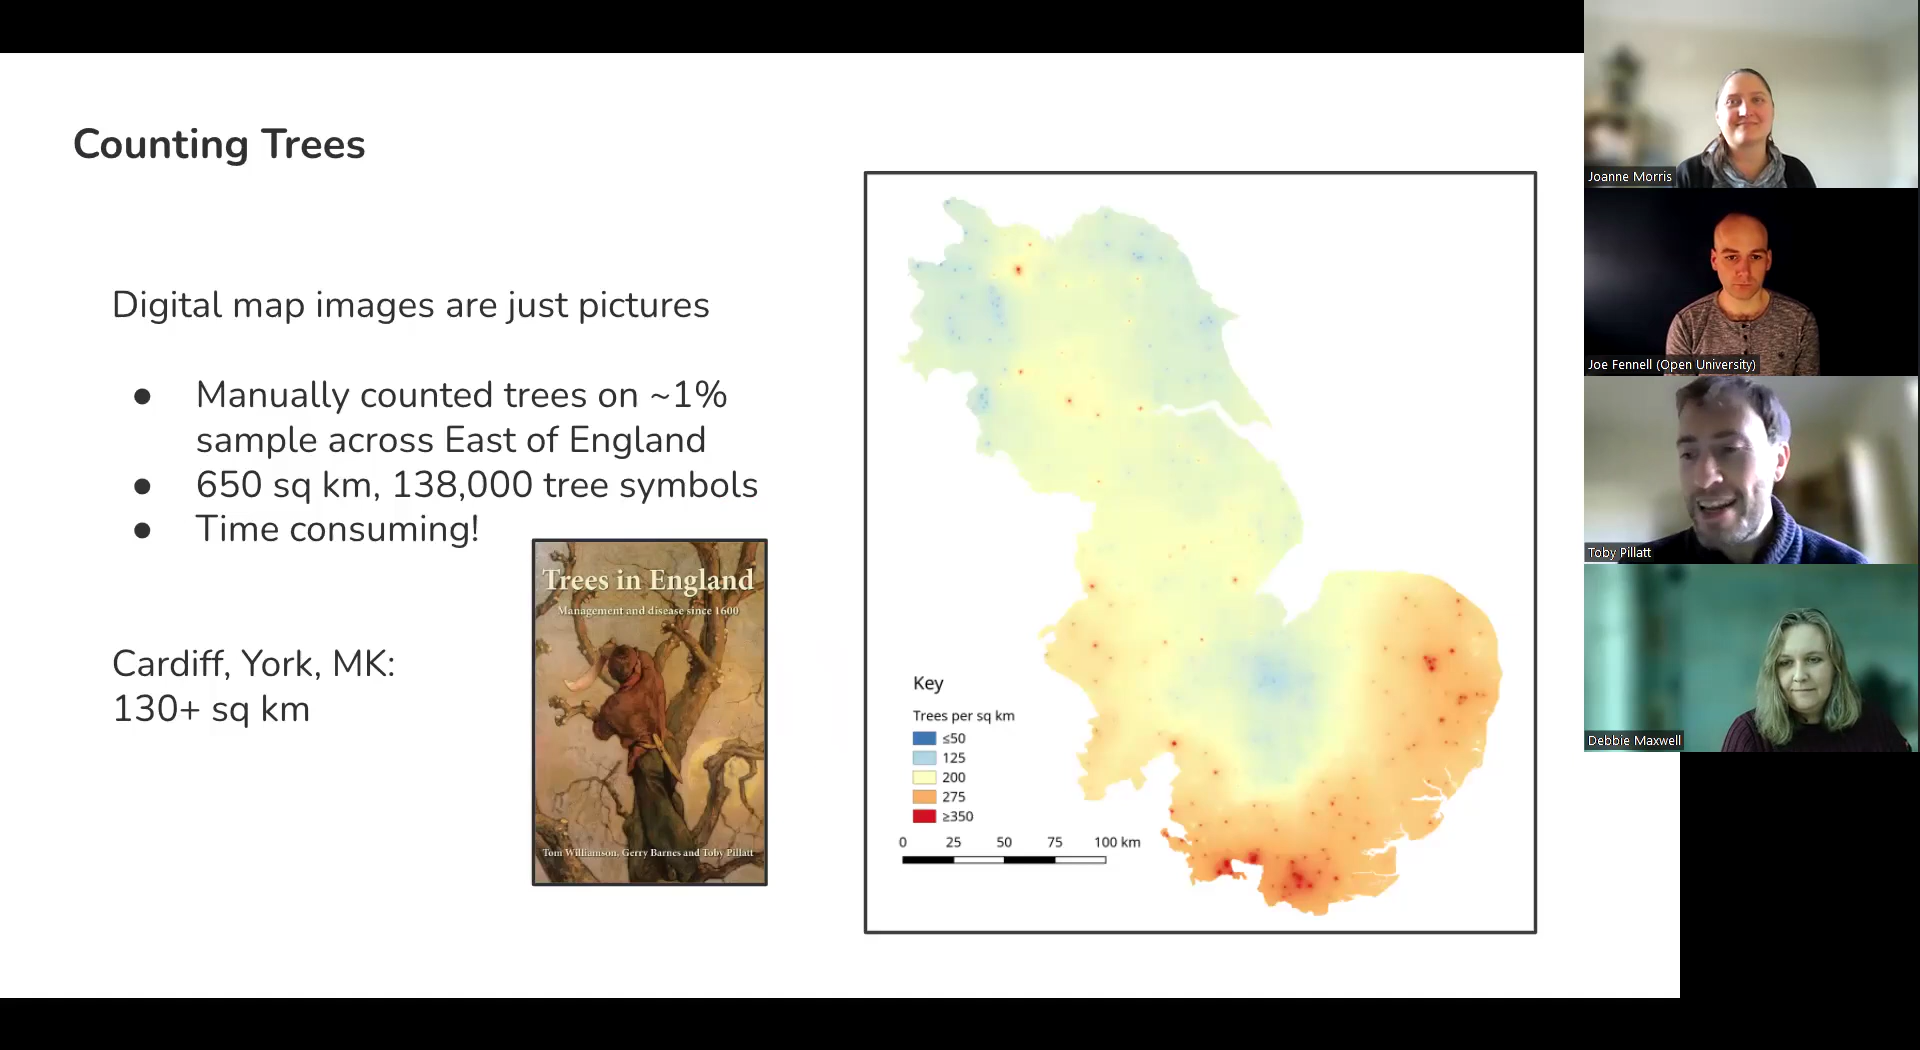 Counting Trees
Digital map images are just pictures
● Manually counted trees on ~1%
sample across East of England
● 650 sq km, 138,000 tree symbols
● Time consuming!
Cardiff, York, MK:
130+ sq km
Trees in England
Management and disease since 1600
Tom Williamson, Gerry Barnes and Toby Pillatt
Key
Trees per sq km
≤50
125
200
275
≥350
0 25 50 75 100 km
Joanne Morris
Joe Fennell (Open University)
Toby Pillatt
Debbie Maxwell